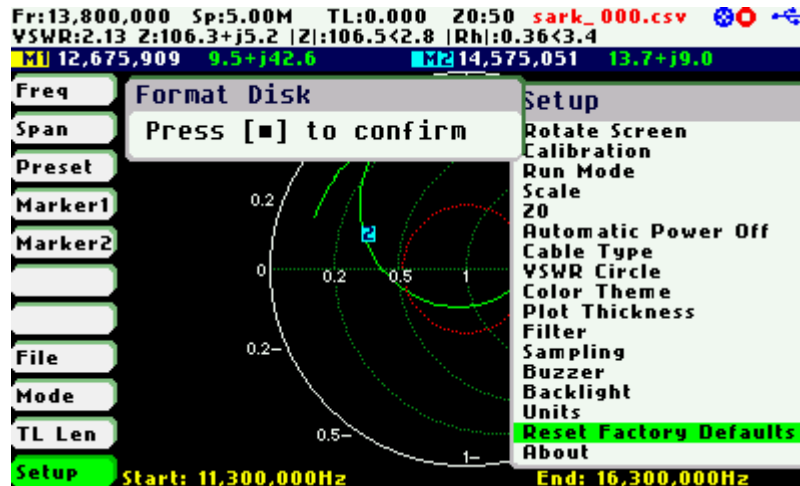 Fr:13,800,000 Sp:5.00M TL:0.000 Z0:50 sark_000.csv
VSWR:2.13 Z:106.3+j5.2 |Z|:106.5<2.8 |Rh|:0.36<3.4
M1 12,675,909 9.5+j42.6 M2 14,575,051 13.7+j9.0
Freq
Span
Preset
Marker1
Marker2
File
Mode
TL Len
Setup
Format Disk
Press [■] to confirm
0.2
2
0
0.2
0.5
1
0.2
0.5
1
Setup
Rotate Screen
Calibration
Run Mode
Scale
Z0
Automatic Power Off
Cable Type
VSWR Circle
Color Theme
Plot Thickness
Filter
Sampling
Buzzer
Backlight
Units
Reset Factory Defaults
About
Start: 11,300,000Hz
End: 16,300,000Hz